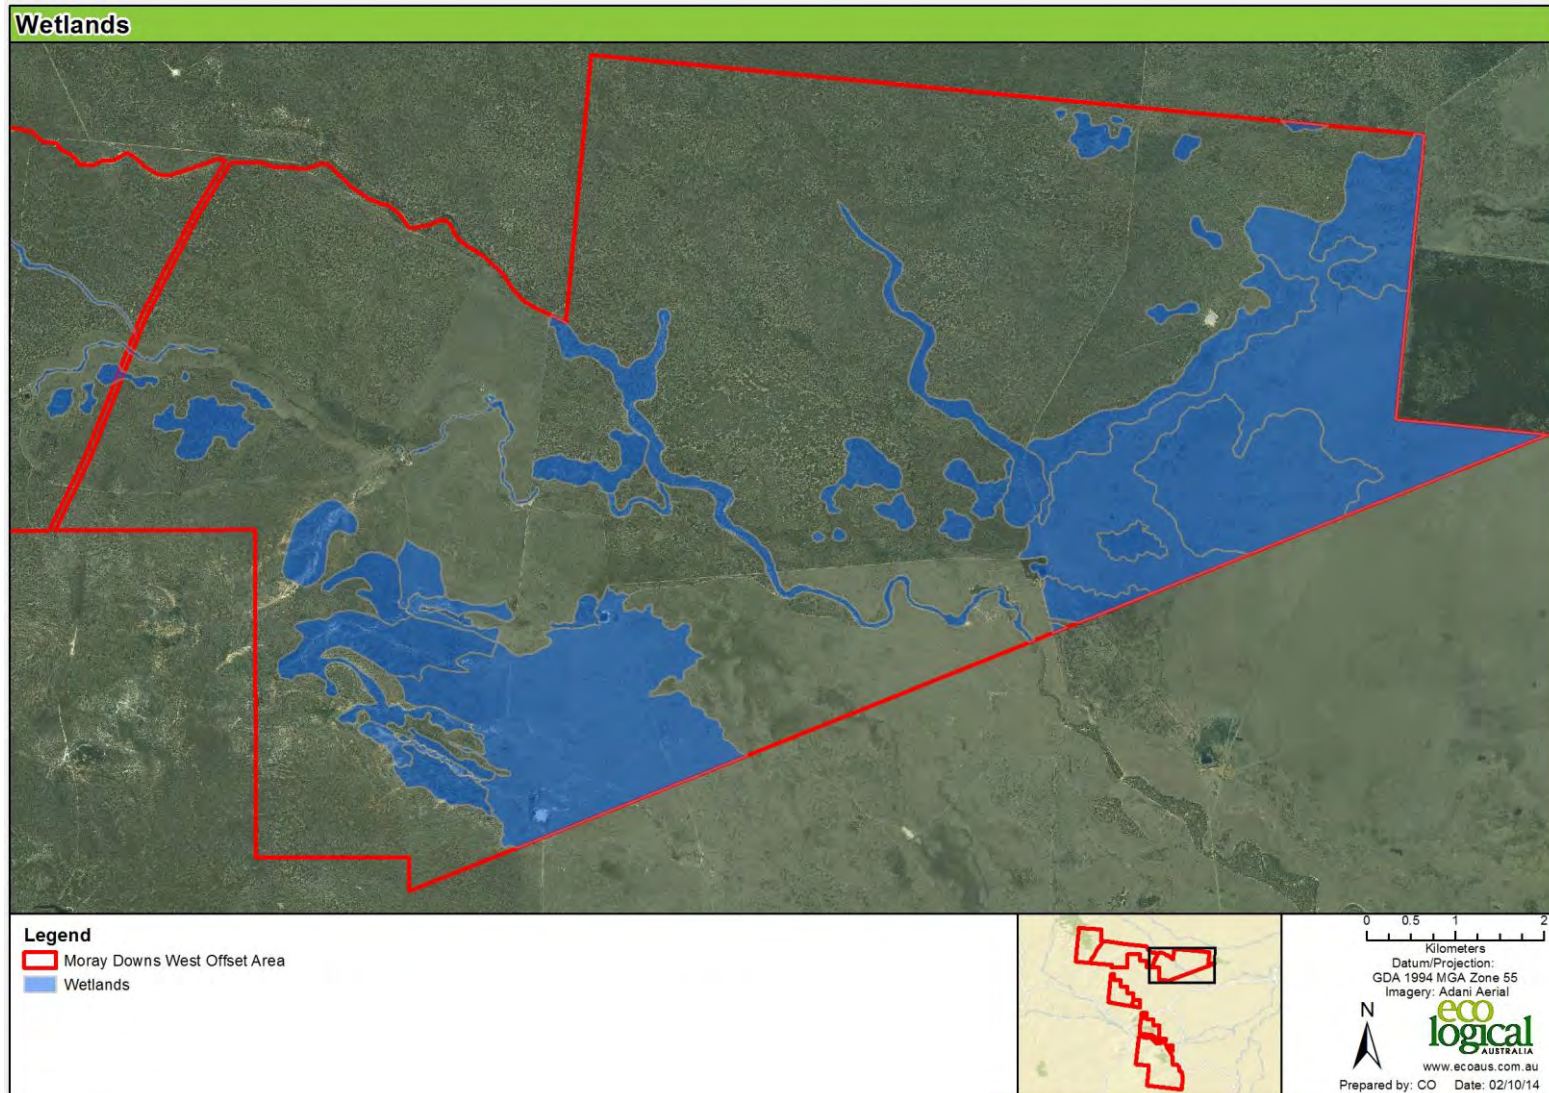 Wetlands
Legend
Moray Downs West Offset Area
Wetlands
0 0.5 1 2
Kilometers
Datum/Projection:
GDA 1994 MGA Zone 55
Imagery: Adani Aerial
N
eco
logical
AUSTRALIA
www.ecoaus.com.au
Prepared by: CO Date: 02/10/14